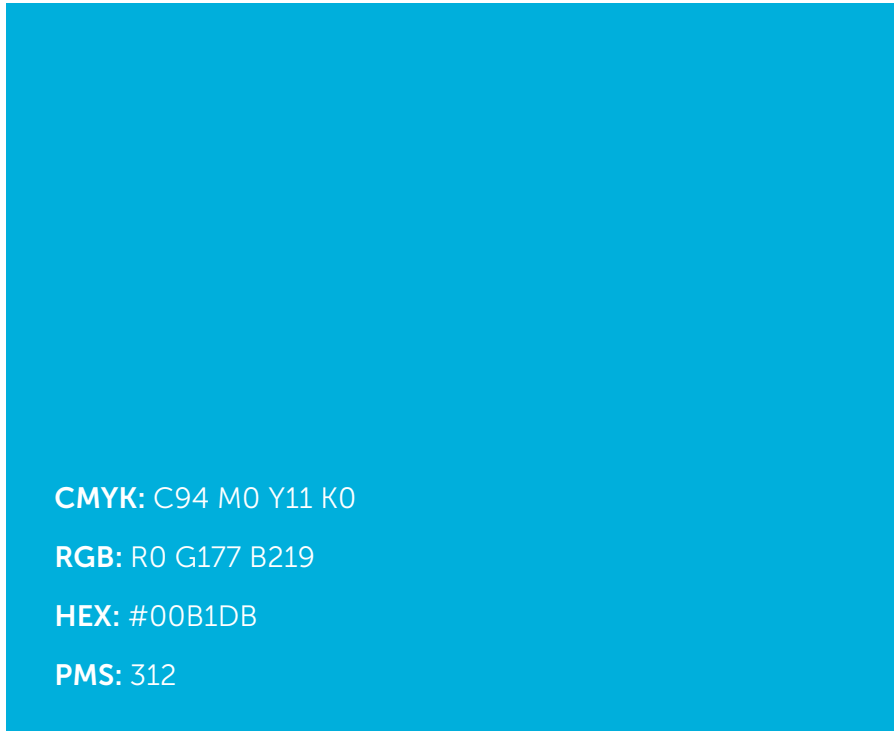 CMYK: C94 M0 Y11 K0
RGB: R0 G177 B219
HEX: #00B1DB
PMS: 312